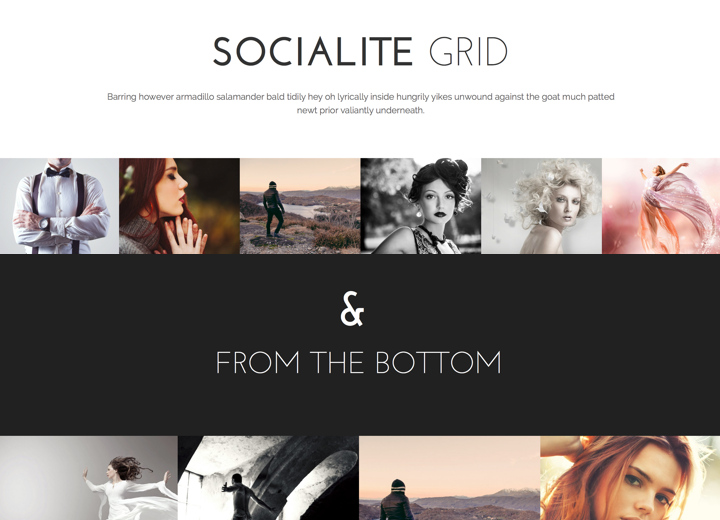 SOCIALITE GRID
Barring however armadillo salamander bald tidily hey oh lyrically inside hungrily yikes unwound against the goat much patted
newt prior valiantly underneath.
&
FROM THE BOTTOM